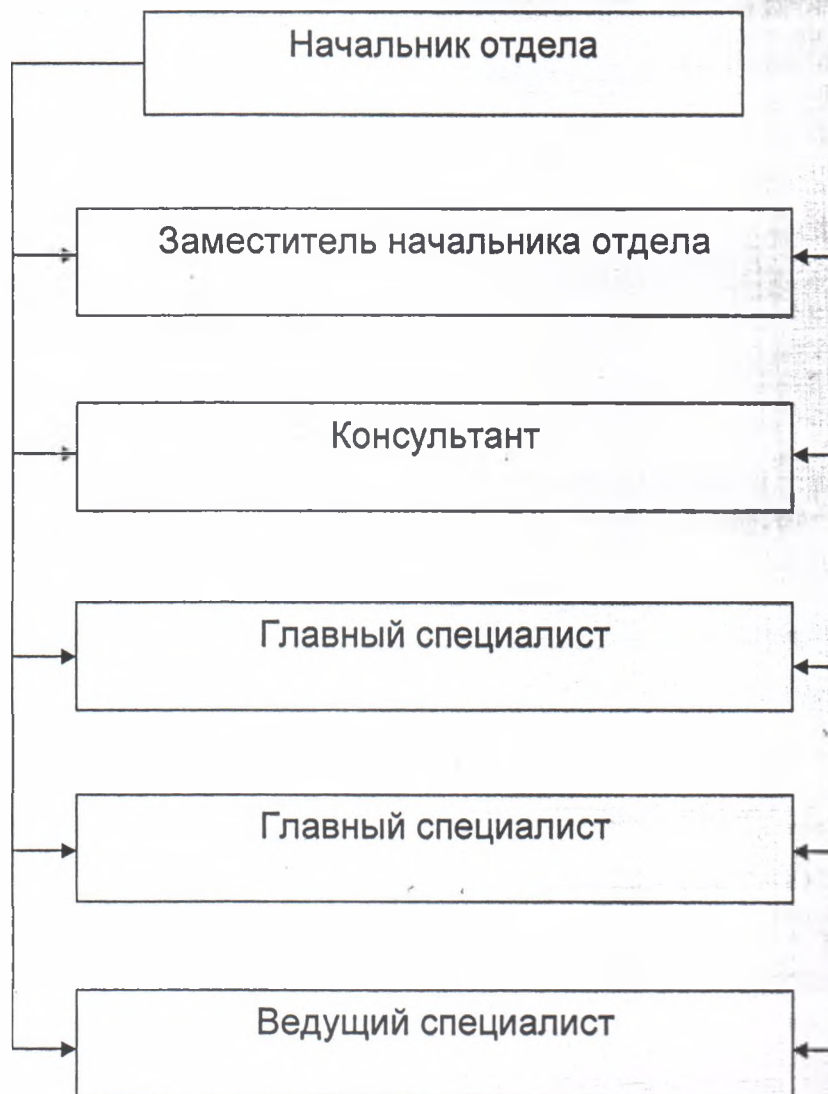 Начальник отдела
Заместитель начальника отдела
Консультант
Главный специалист
Главный специалист
Ведущий специалист